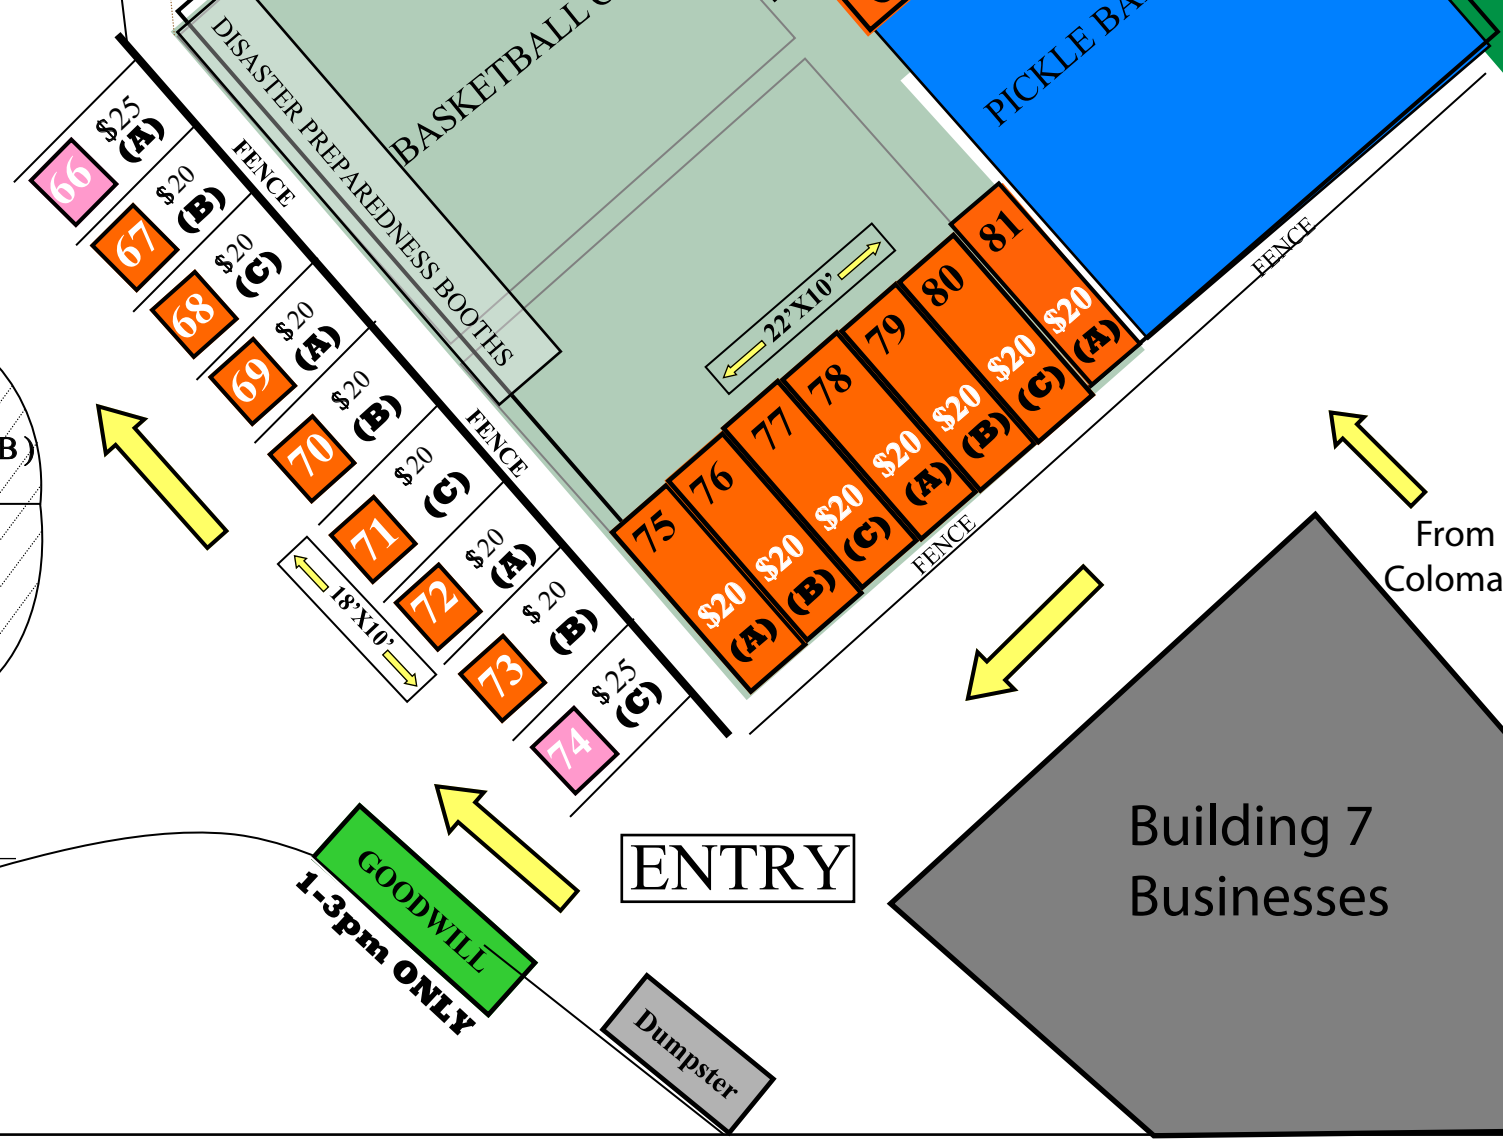 DISASTER PREPAREDNESS BOOTHS
BASKETBALL
PICKLE
FENCE
FENCE
FENCE
FENCE
66 $25 (A)
67 $20 (B)
68 $20 (C)
69 $20 (A)
70 $20 (B)
71 $20 (C)
72 $20 (A)
73 $20 (B)
74 $25 (C)
18'X10'
22'X10'
75 $20 (A)
76 $20 (B)
77 $20 (C)
78 $20 (A)
79 $20 (B)
80 $20 (C)
81 $20 (A)
B)
From
Coloma
GOODWILL
1-3pm ONLY
ENTRY
Dumpster
Building 7
Businesses